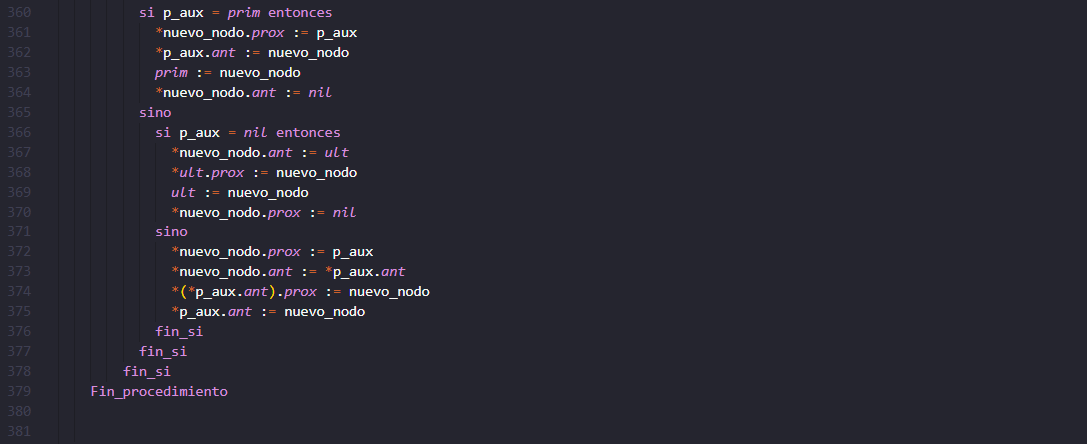 360 si p_aux = prim entonces
361 *nuevo_nodo.prox := p_aux
362 *p_aux.ant := nuevo_nodo
363 prim := nuevo_nodo
364 *nuevo_nodo.ant := nil
365 sino
366 si p_aux = nil entonces
367 *nuevo_nodo.ant := ult
368 *ult.prox := nuevo_nodo
369 ult := nuevo_nodo
370 *nuevo_nodo.prox := nil
371 sino
372 *nuevo_nodo.prox := p_aux
373 *nuevo_nodo.ant := *p_aux.ant
374 *(*p_aux.ant).prox := nuevo_nodo
375 *p_aux.ant := nuevo_nodo
376 fin_si
377 fin_si
378 fin_si
379 Fin_procedimiento
380
381